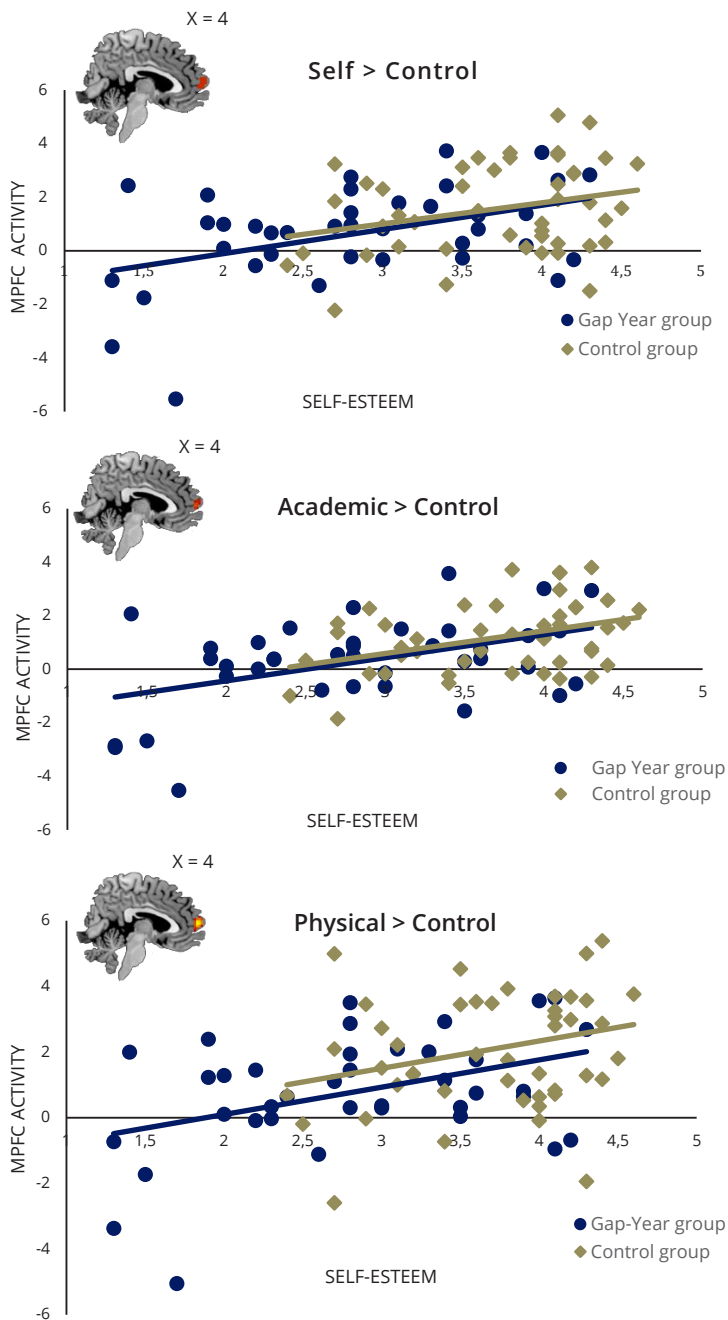 X = 4
Self > Control
6
4
2
0
1
1,5
2
2,5
3
3,5
4
4,5
5
-2
-4
-6
MPFC ACTIVITY
Gap Year group
Control group
SELF-ESTEEM
X = 4
Academic > Control
6
4
2
0
1
1,5
2
2,5
3
3,5
4
4,5
5
-2
-4
-6
MPFC ACTIVITY
Gap Year group
Control group
SELF-ESTEEM
X = 4
Physical > Control
6
4
2
0
1
1,5
2
2,5
3
3,5
4
4,5
5
-2
-4
-6
MPFC ACTIVITY
Gap-Year group
Control group
SELF-ESTEEM